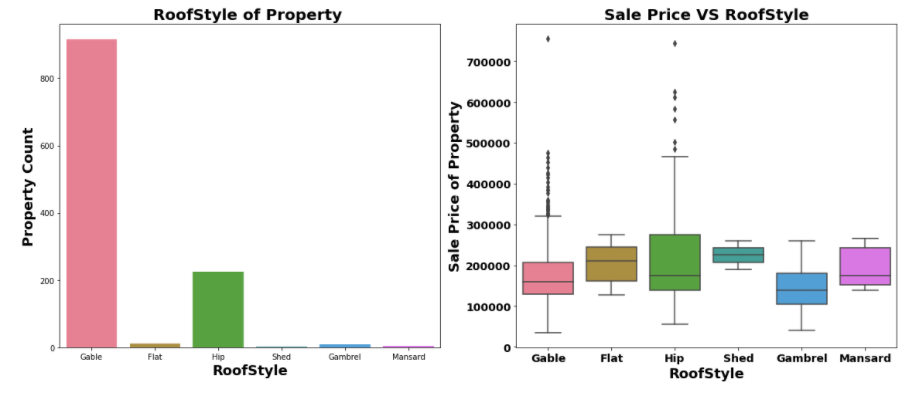 RoofStyle of Property
Property Count
800
600
400
200
0
Gable Flat Hip Shed Gambrel Mansard
RoofStyle
Sale Price VS RoofStyle
Sale Price of Property
700000
600000
500000
400000
300000
200000
100000
0
Gable Flat Hip Shed Gambrel Mansard
RoofStyle